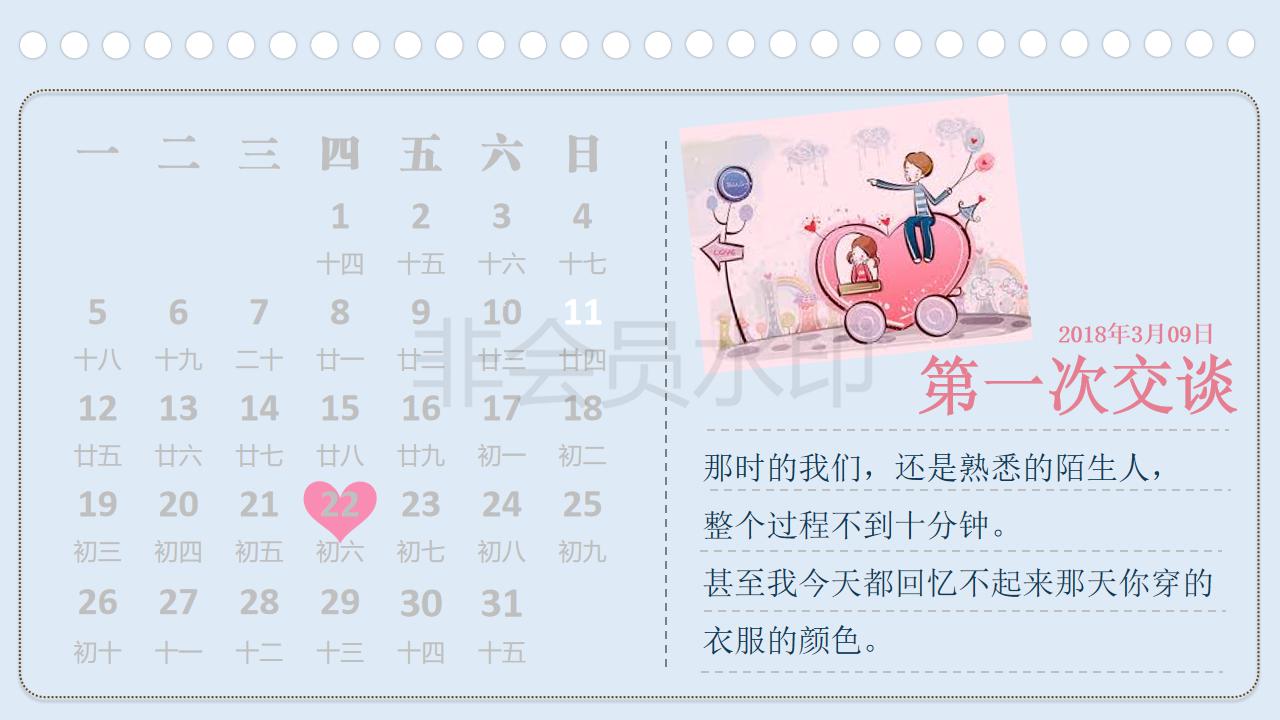 一 二 三 四 五 六 日
1 2 3 4
十四 十五 十六 十七
5 6 7 8 9 10 11
十八 十九 二十 廿一 廿二 廿三 廿四
12 13 14 15 16 17 18
廿五 廿六 廿七 廿八 廿九 初一 初二
19 20 21 22 23 24 25
初三 初四 初五 初六 初七 初八 初九
26 27 28 29 30 31
初十 十一 十二 十三 十四 十五
非会员水印
LOVE
2018年3月09日
第一次交谈
那时的我们，还是熟悉的陌生人，
整个过程不到十分钟。
甚至我今天都回忆不起来那天你穿的
衣服的颜色。